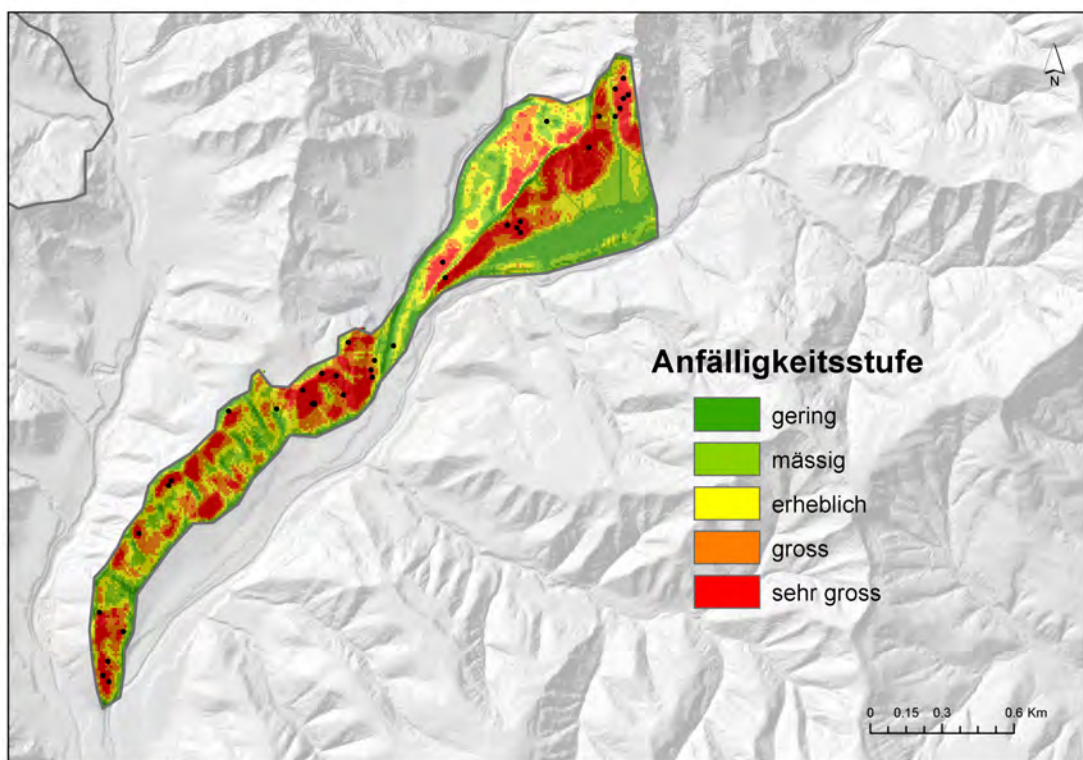 N
Anfälligkeitsstufe
gering
mässig
erheblich
gross
sehr gross
0 0.15 0.3 0.6 Km